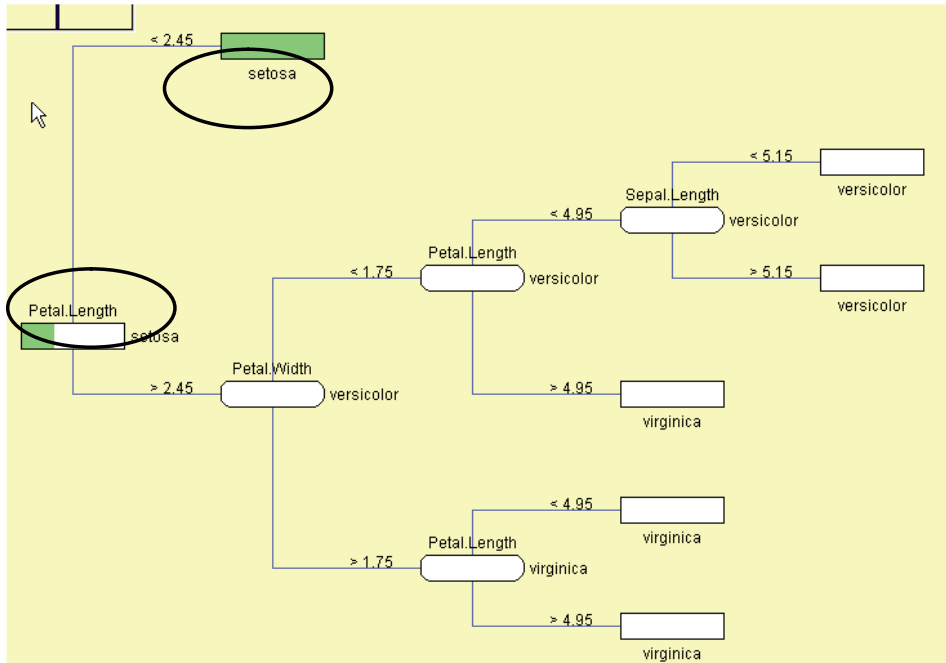 < 2.45
setosa
< 5.15
versicolor
Sepal.Length
< 4.95
versicolor
Petal.Length
< 1.75
versicolor
> 5.15
versicolor
Petal.Length
setosa
Petal.Width
> 2.45
versicolor
> 4.95
virginica
< 4.95
virginica
Petal.Length
> 1.75
virginica
> 4.95
virginica